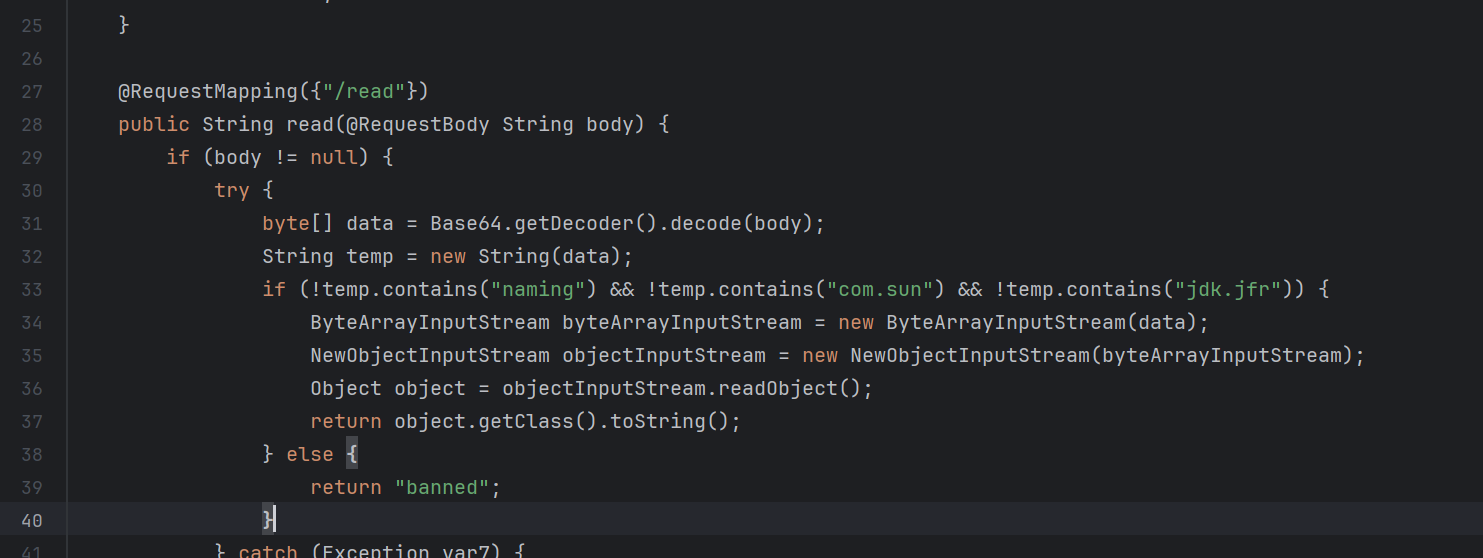 25 }
26
27 @RequestMapping({"/read"})
28 public String read(@RequestBody String body) {
29 if (body != null) {
30 try {
31 byte[] data = Base64.getDecoder().decode(body);
32 String temp = new String(data);
33 if (!temp.contains("naming") && !temp.contains("com.sun") && !temp.contains("jdk.jfr")) {
34 ByteArrayInputStream byteArrayInputStream = new ByteArrayInputStream(data);
35 NewObjectInputStream objectInputStream = new NewObjectInputStream(byteArrayInputStream);
36 Object object = objectInputStream.readObject();
37 return object.getClass().toString();
38 } else {
39 return "banned";
40 }
41 } catch (Exception var7) {